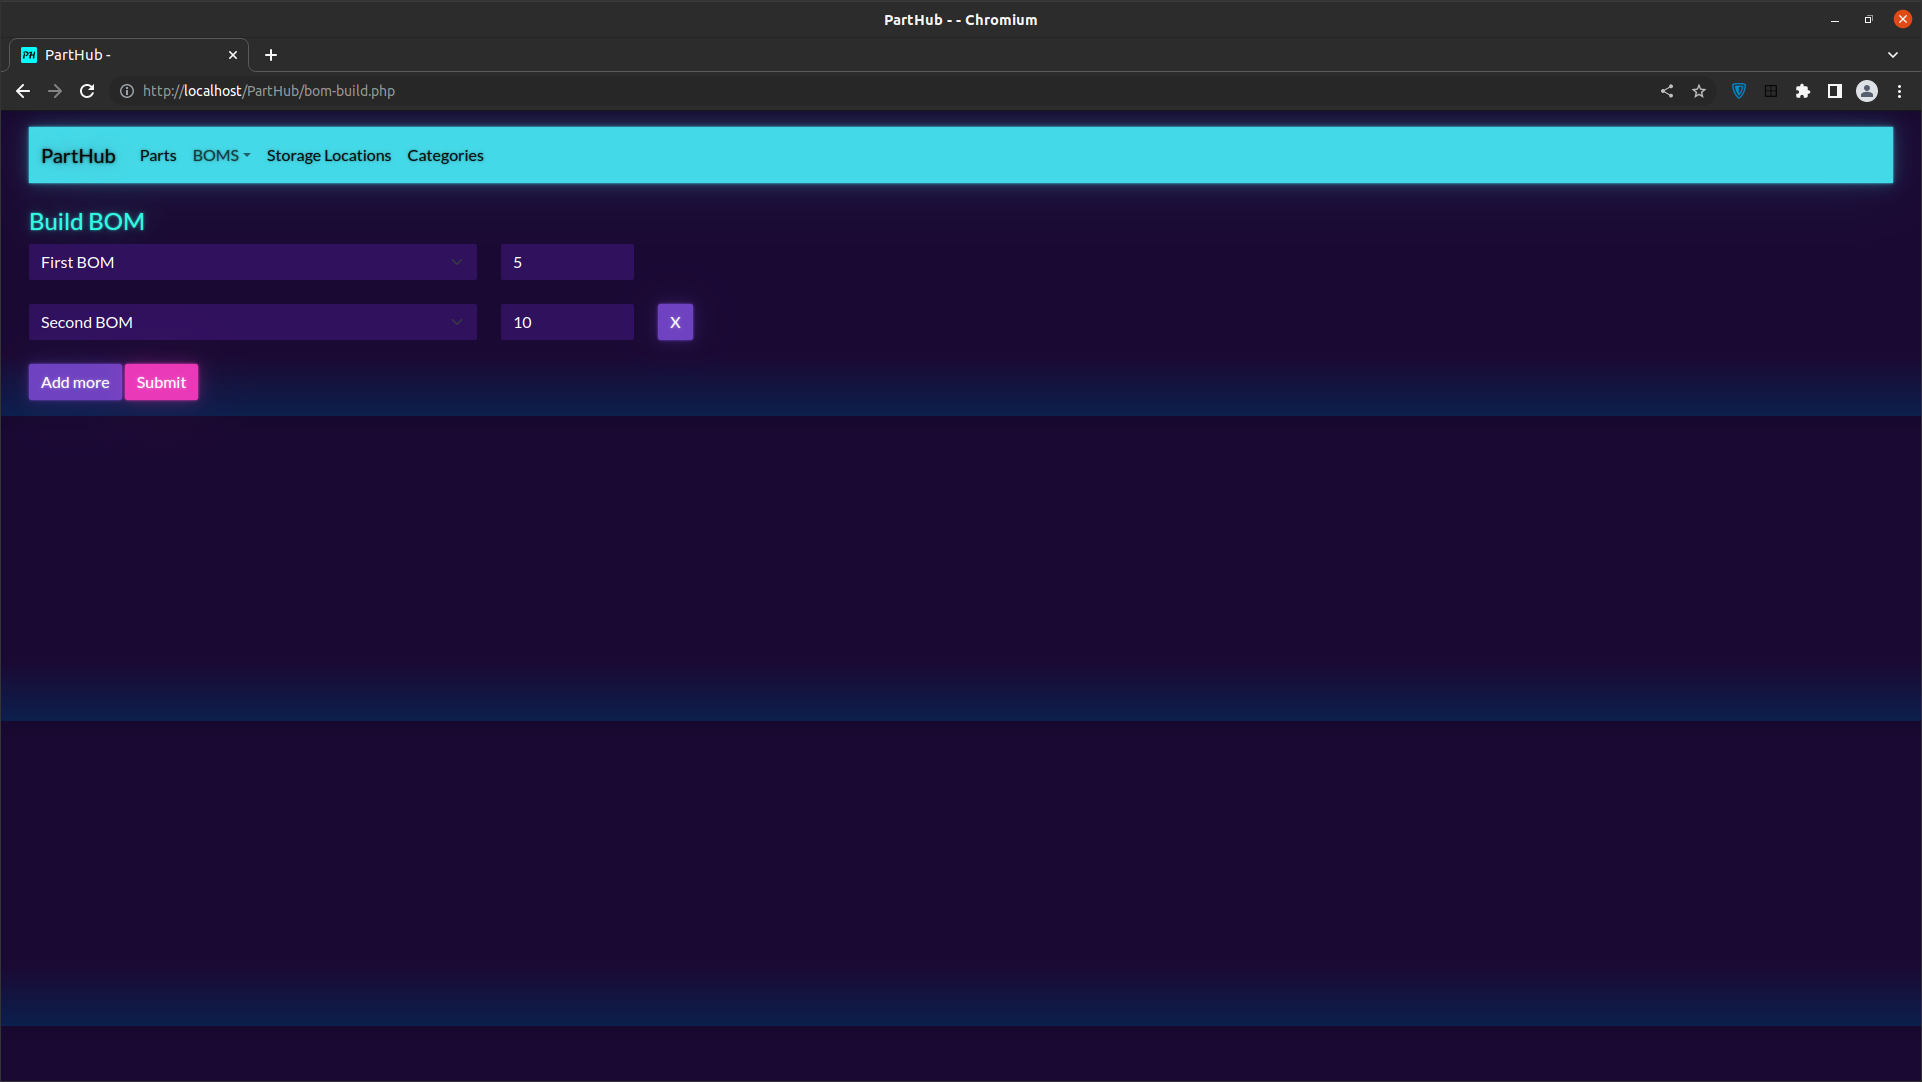 PartHub - - Chromium
PH PartHub -
http://localhost/PartHub/bom-build.php
PartHub Parts BOMS Storage Locations Categories
Build BOM
First BOM 5
Second BOM 10 X
Add more Submit